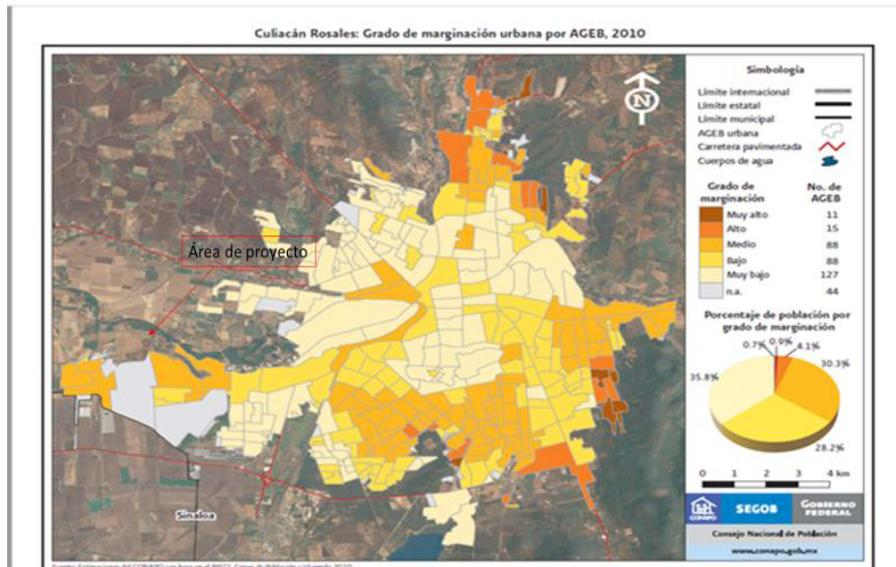 Culiacán Rosales: Grado de marginación urbana por AGEB, 2010
N
Área de proyecto
Sinaloa
Simbología
Límite internacional
Límite estatal
Límite municipal
AGEB urbana
Carretera pavimentada
Cuerpos de agua
Grado de marginación No. de AGEB
Muy alto 11
Alto 15
Medio 88
Bajo 88
Muy bajo 127
n.a. 44
Porcentaje de población por
grado de marginación
0.7% 0.9% 4.1%
30.3%
35.8%
28.2%
0 1 2 3 4 km
CONAPO SEGOB GOBIERNO FEDERAL
Consejo Nacional de Población
www.conapo.gob.mx